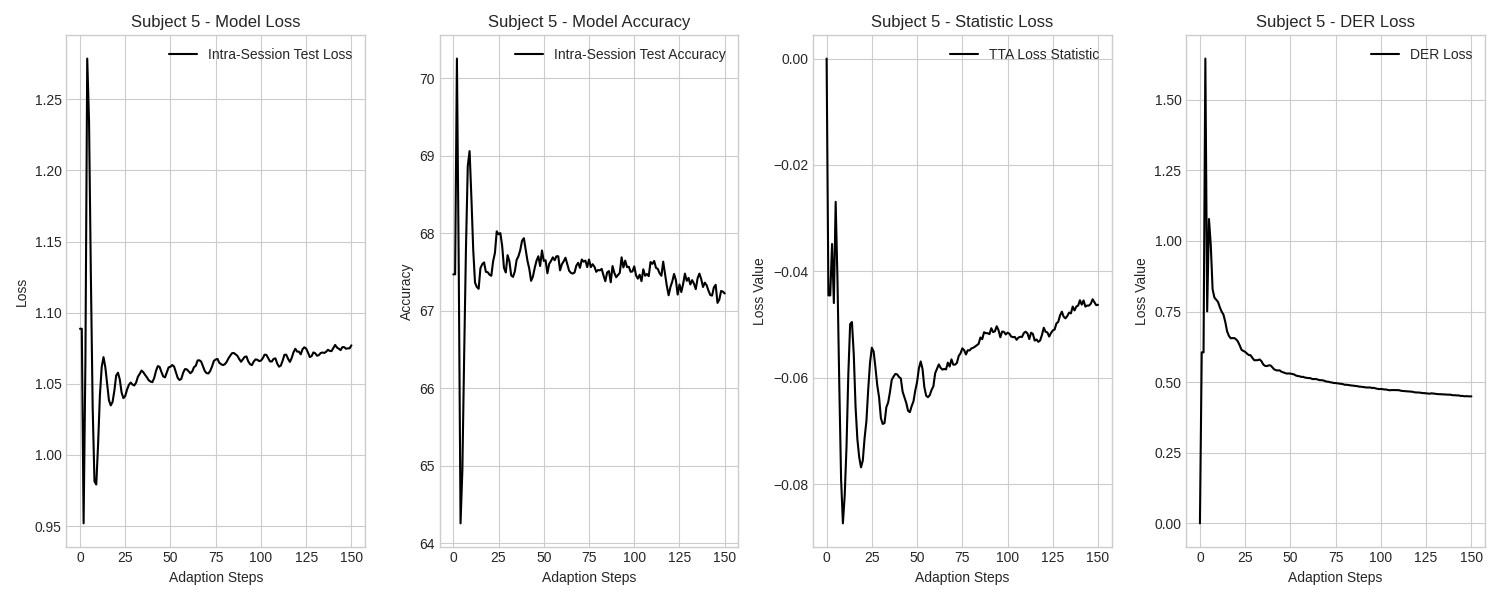 Subject 5 - Model Loss
Intra-Session Test Loss
1.25
1.20
1.15
1.10
1.05
1.00
0.95
Loss
0 25 50 75 100 125 150
Adaption Steps
Subject 5 - Model Accuracy
Intra-Session Test Accuracy
70
69
68
67
66
65
64
Accuracy
0 25 50 75 100 125 150
Adaption Steps
Subject 5 - Statistic Loss
TTA Loss Statistic
0.00
−0.02
−0.04
−0.06
−0.08
Loss Value
0 25 50 75 100 125 150
Adaption Steps
Subject 5 - DER Loss
DER Loss
1.50
1.25
1.00
0.75
0.50
0.25
0.00
Loss Value
0 25 50 75 100 125 150
Adaption Steps